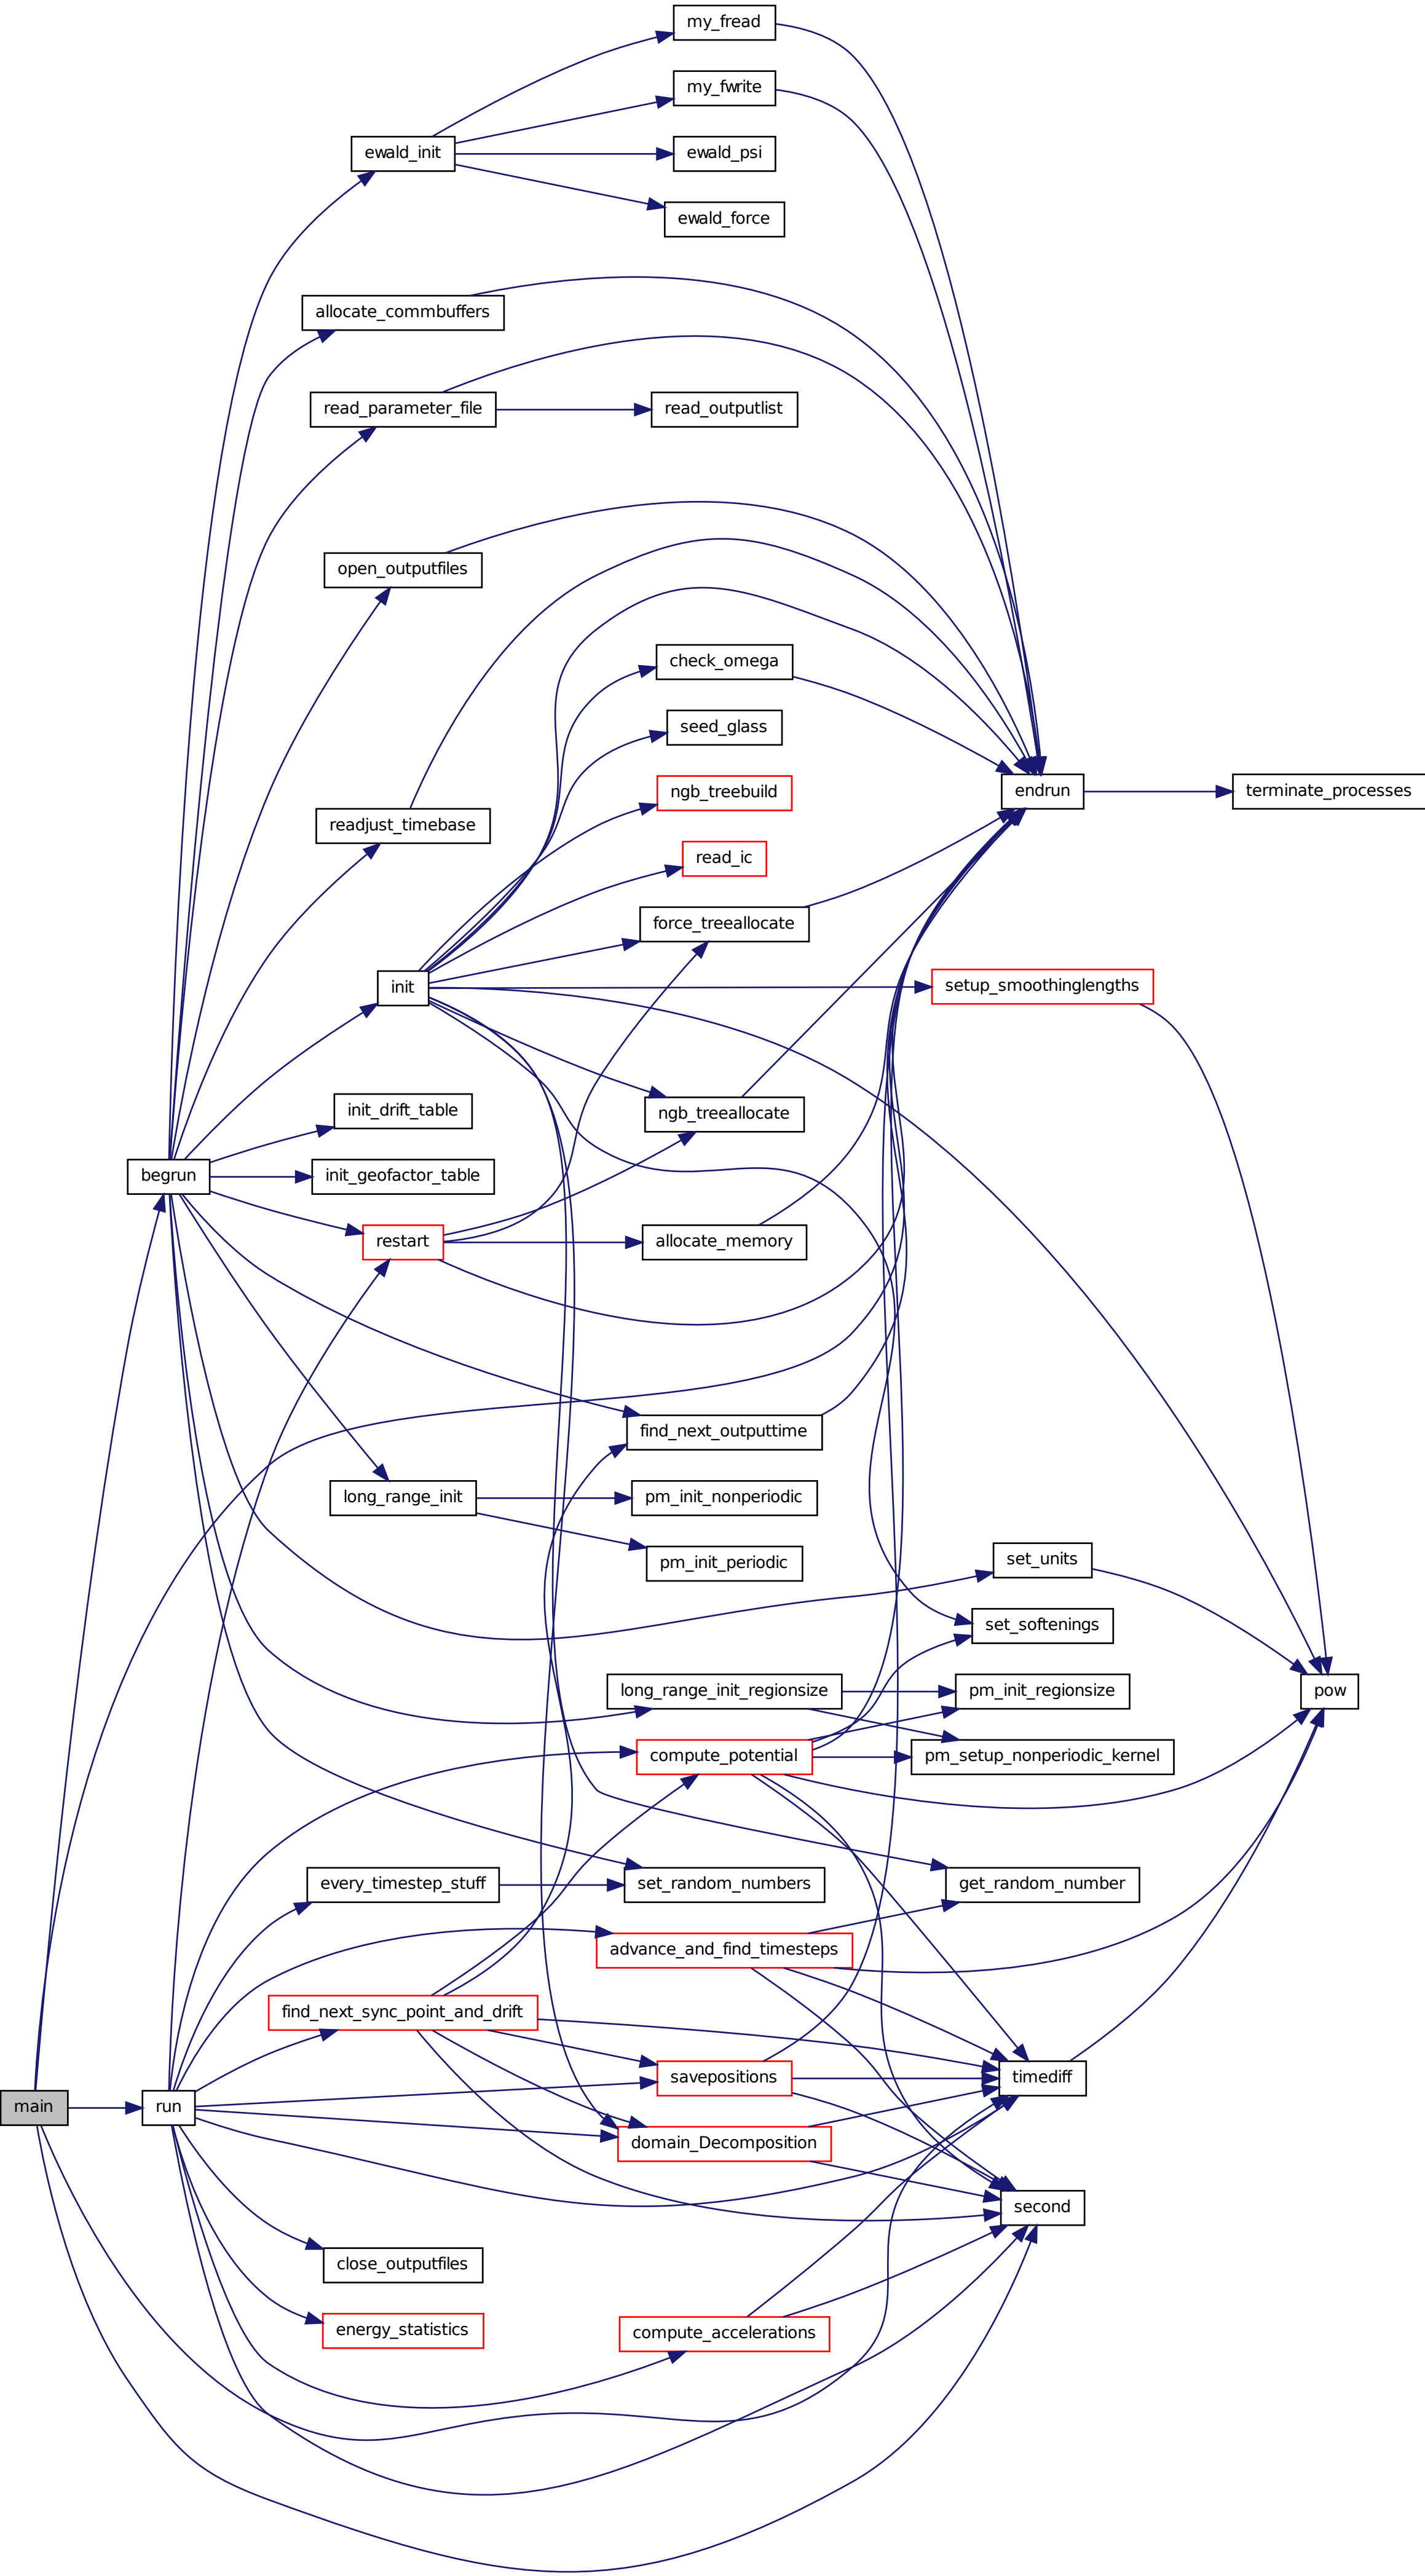 my_fread
my_fwrite
ewald_init
ewald_psi
ewald_force
allocate_commbuffers
read_parameter_file
read_outputlist
open_outputfiles
check_omega
seed_glass
ngb_treebuild
endrun
terminate_processes
readjust_timebase
read_ic
force_treeallocate
init
setup_smoothinglengths
init_drift_table
ngb_treeallocate
begrun
init_geofactor_table
restart
allocate_memory
find_next_outputtime
long_range_init
pm_init_nonperiodic
pm_init_periodic
set_units
set_softenings
long_range_init_regionsize
pm_init_regionsize
pow
compute_potential
pm_setup_nonperiodic_kernel
every_timestep_stuff
set_random_numbers
get_random_number
advance_and_find_timesteps
find_next_sync_point_and_drift
savepositions
timediff
main
run
domain_Decomposition
second
close_outputfiles
energy_statistics
compute_accelerations